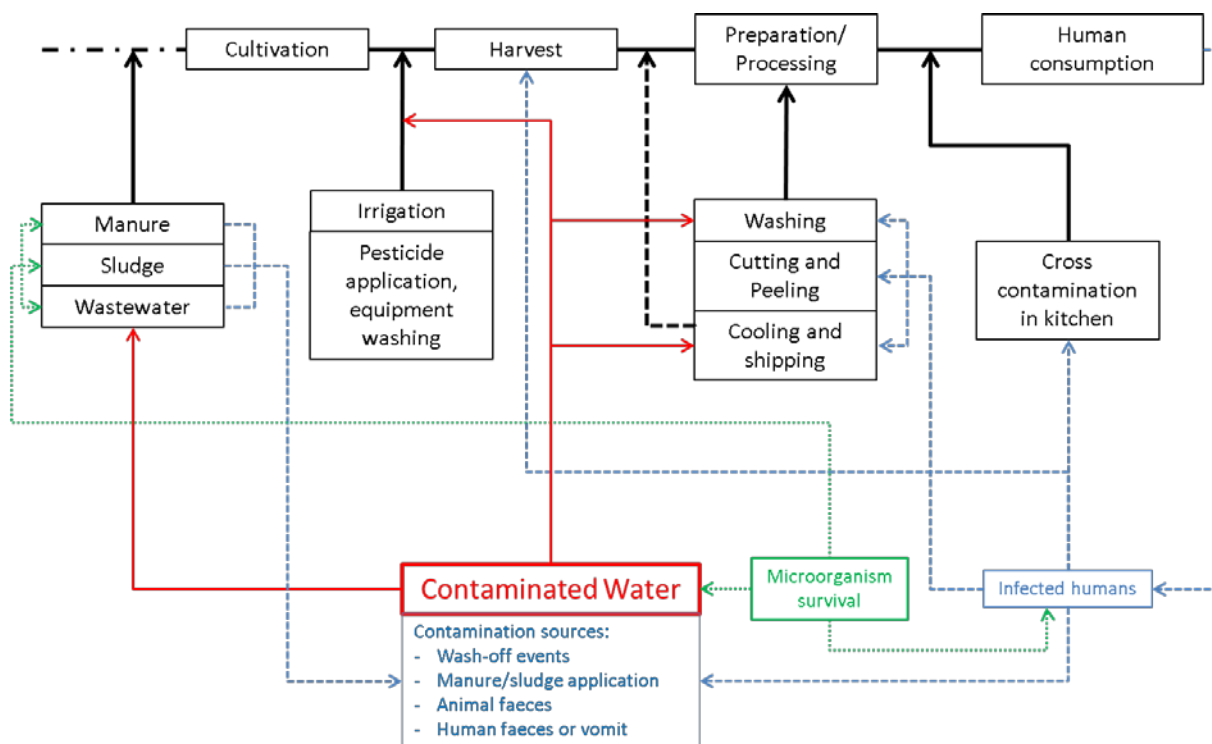 Cultivation
Harvest
Preparation/
Processing
Human
consumption
Manure
Sludge
Wastewater
Irrigation
Pesticide
application,
equipment
washing
Washing
Cutting and
Peeling
Cooling and
shipping
Cross
contamination
in kitchen
Contaminated Water
Contamination sources:
- Wash-off events
- Manure/sludge application
- Animal faeces
- Human faeces or vomit
Microorganism
survival
Infected humans